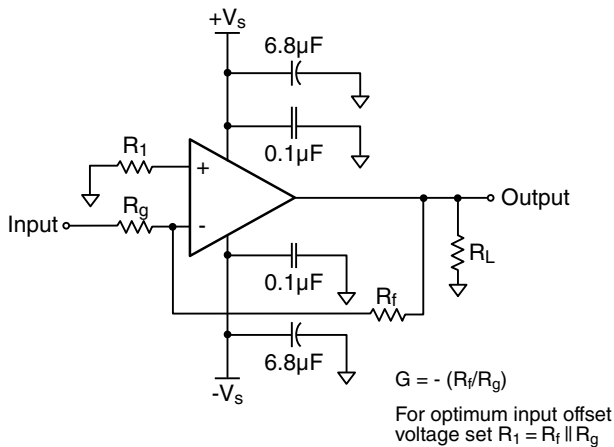 +Vs
6.8µF
0.1µF
R1
+
Rg
Input
-
Output
RL
0.1µF
Rf
6.8µF
-Vs
G = - (Rf/Rg)
For optimum input offset
voltage set R1 = Rf || Rg